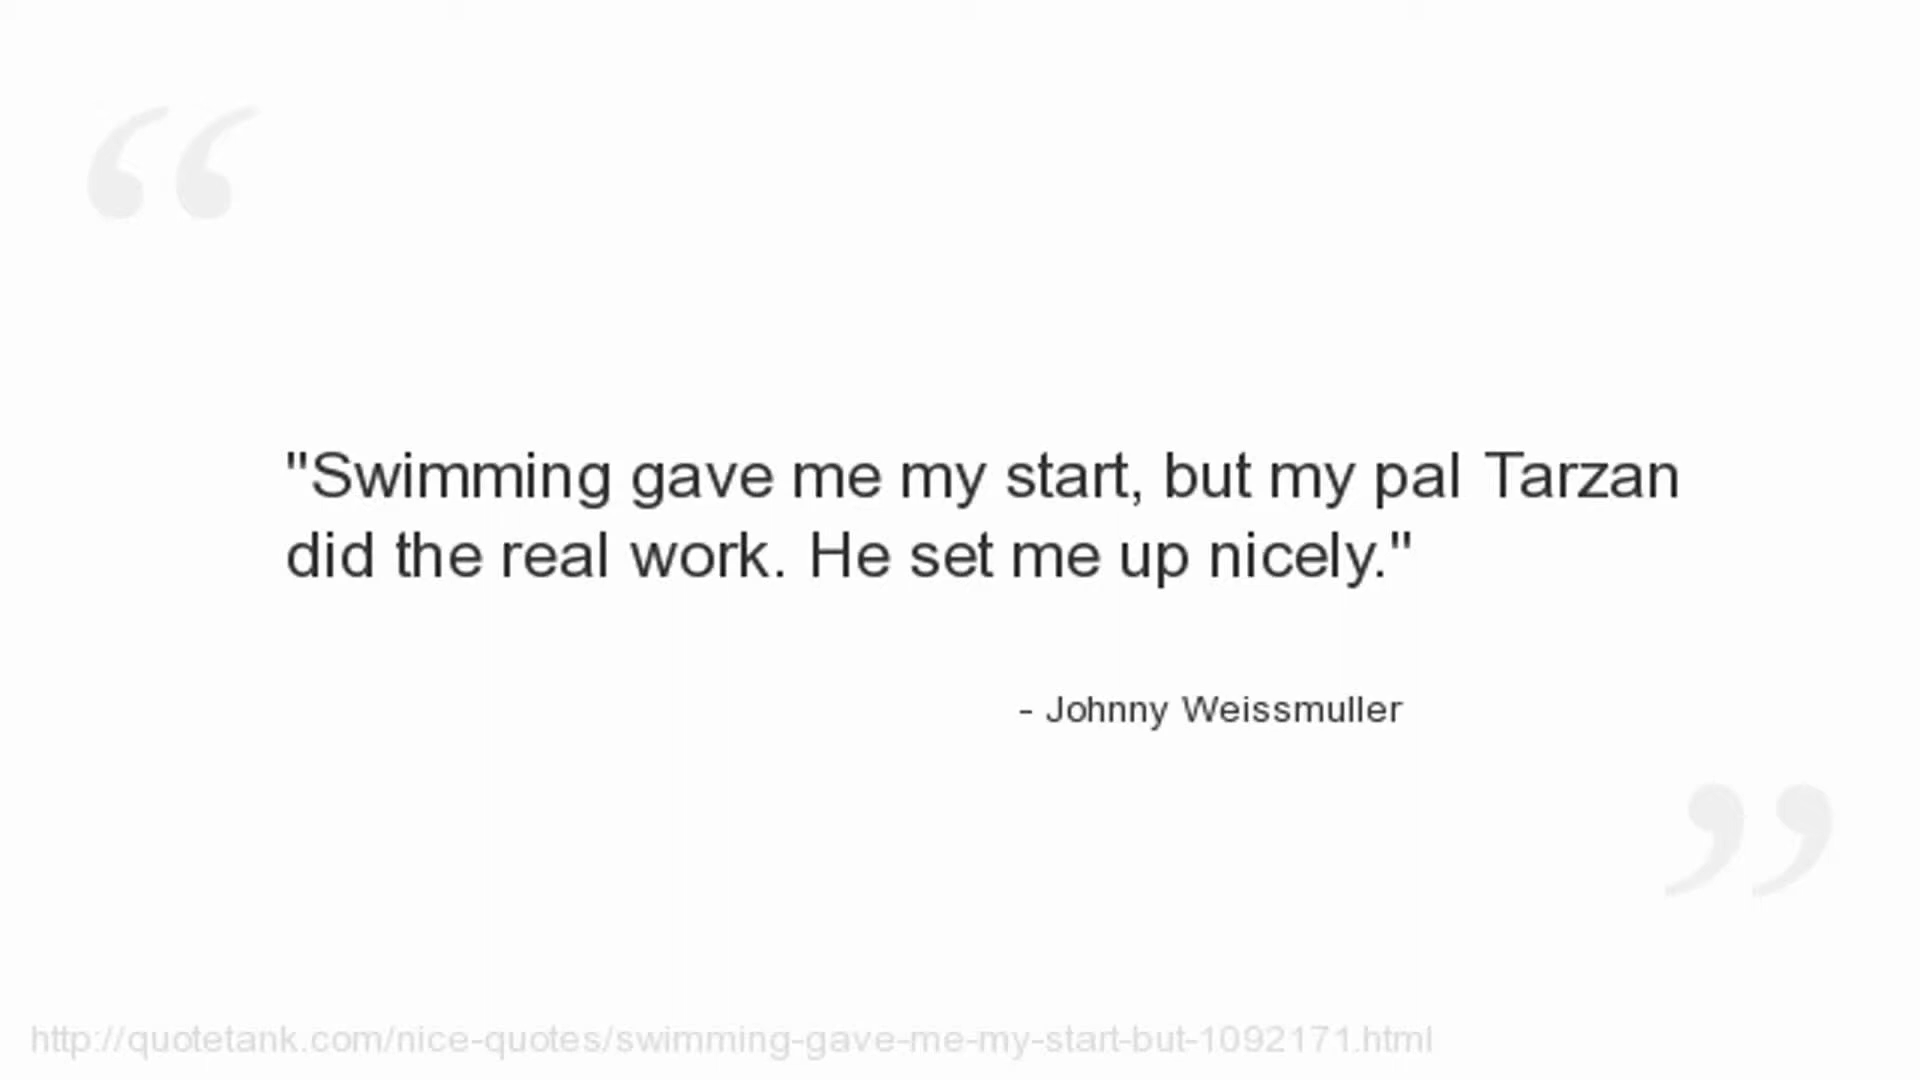 "Swimming gave me my start, but my pal Tarzan
did the real work. He set me up nicely."
- Johnny Weissmuller
http://quotetank.com/nice-quotes/swimming-gave-me-my-start-but-1092171.html